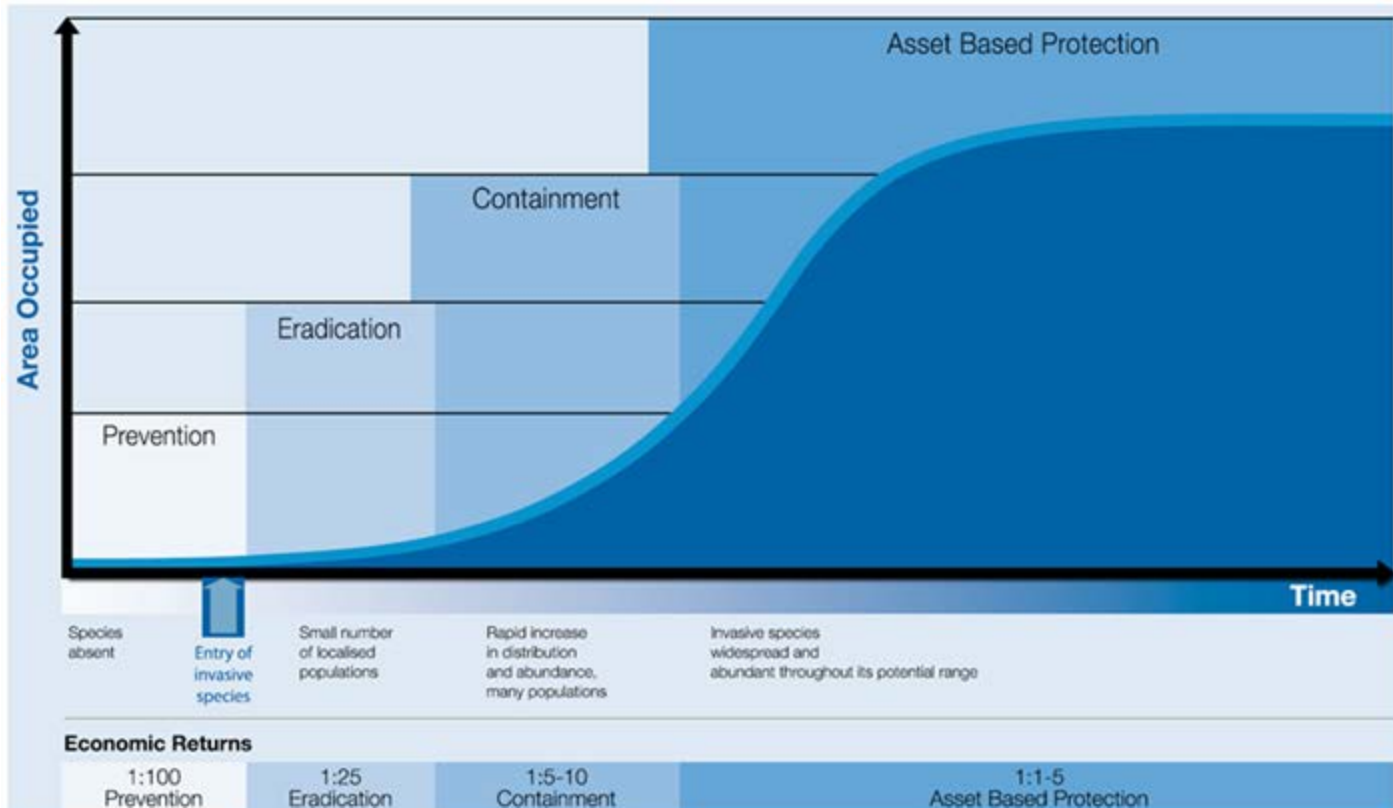 Asset Based Protection
Containment
Eradication
Prevention
Area Occupied
Time
Species
absent
Entry of
invasive
species
Small number
of localised
populations
Rapid increase
in distribution
and abundance,
many populations
Invasive species
widespread and
abundant throughout its potential range
Economic Returns
1:100
Prevention
1:25
Eradication
1:5-10
Containment
1:1-5
Asset Based Protection